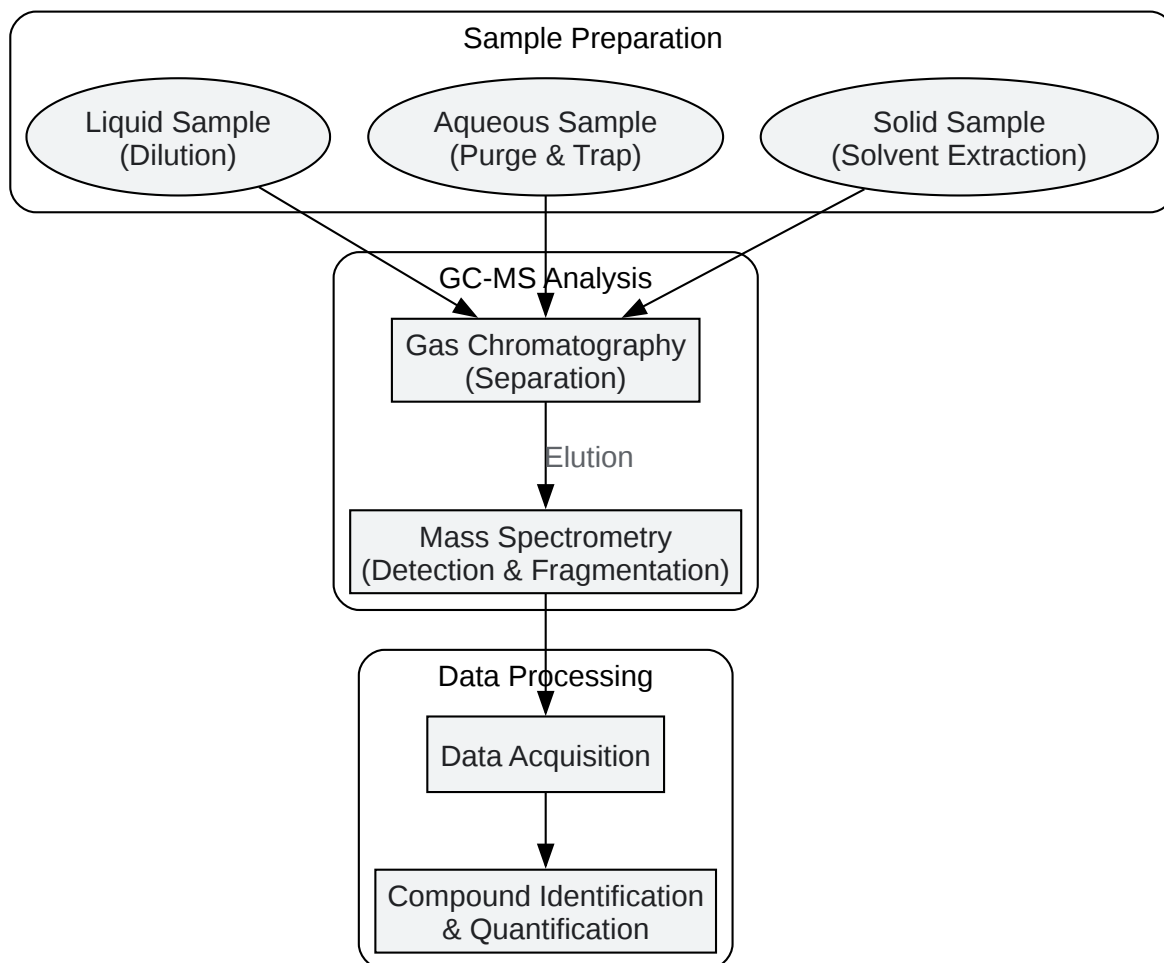 Sample Preparation
Liquid Sample
(Dilution)
Aqueous Sample
(Purge & Trap)
Solid Sample
(Solvent Extraction)
GC-MS Analysis
Gas Chromatography
(Separation)
Elution
Mass Spectrometry
(Detection & Fragmentation)
Data Processing
Data Acquisition
Compound Identification
& Quantification